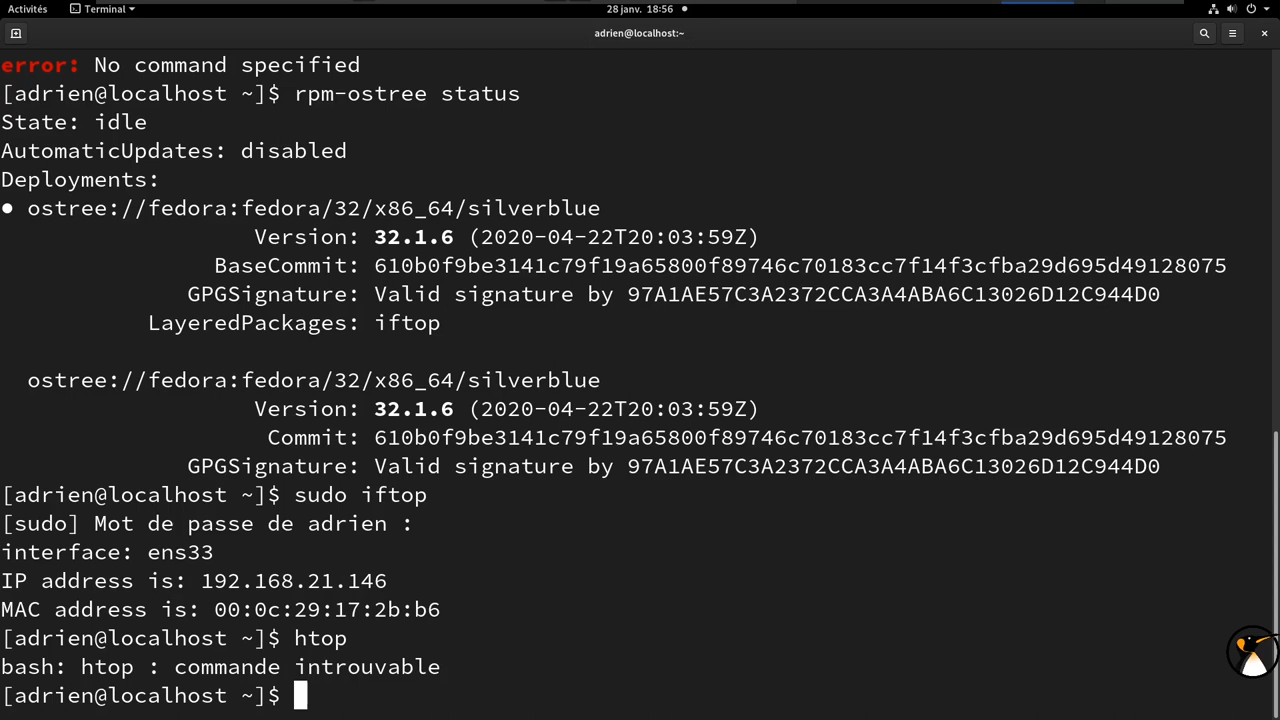 Activités Terminal 28 janv. 18:56
adrien@localhost:~
error: No command specified
[adrien@localhost ~]$ rpm-ostree status
State: idle
AutomaticUpdates: disabled
Deployments:
● ostree://fedora:fedora/32/x86_64/silverblue
Version: 32.1.6 (2020-04-22T20:03:59Z)
BaseCommit: 610b0f9be3141c79f19a65800f89746c70183cc7f14f3cfba29d695d49128075
GPGSignature: Valid signature by 97A1AE57C3A2372CCA3A4ABA6C13026D12C944D0
LayeredPackages: iftop
ostree://fedora:fedora/32/x86_64/silverblue
Version: 32.1.6 (2020-04-22T20:03:59Z)
Commit: 610b0f9be3141c79f19a65800f89746c70183cc7f14f3cfba29d695d49128075
GPGSignature: Valid signature by 97A1AE57C3A2372CCA3A4ABA6C13026D12C944D0
[adrien@localhost ~]$ sudo iftop
[sudo] Mot de passe de adrien :
interface: ens33
IP address is: 192.168.21.146
MAC address is: 00:0c:29:17:2b:b6
[adrien@localhost ~]$ htop
bash: htop : commande introuvable
[adrien@localhost ~]$